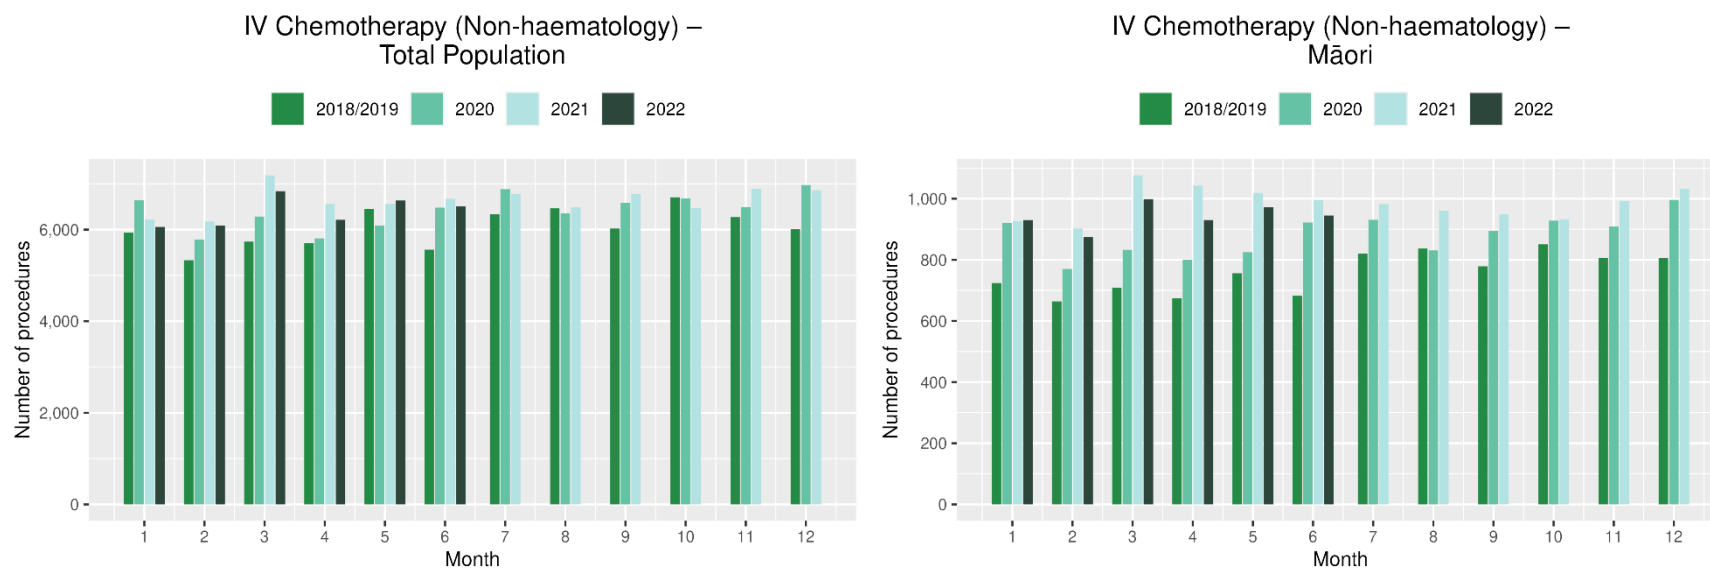 IV Chemotherapy (Non-haematology) –
Total Population
2018/2019 2020 2021 2022
Number of procedures
6,000
4,000
2,000
0
1 2 3 4 5 6 7 8 9 10 11 12
Month
IV Chemotherapy (Non-haematology) –
Māori
2018/2019 2020 2021 2022
Number of procedures
1,000
800
600
400
200
0
1 2 3 4 5 6 7 8 9 10 11 12
Month